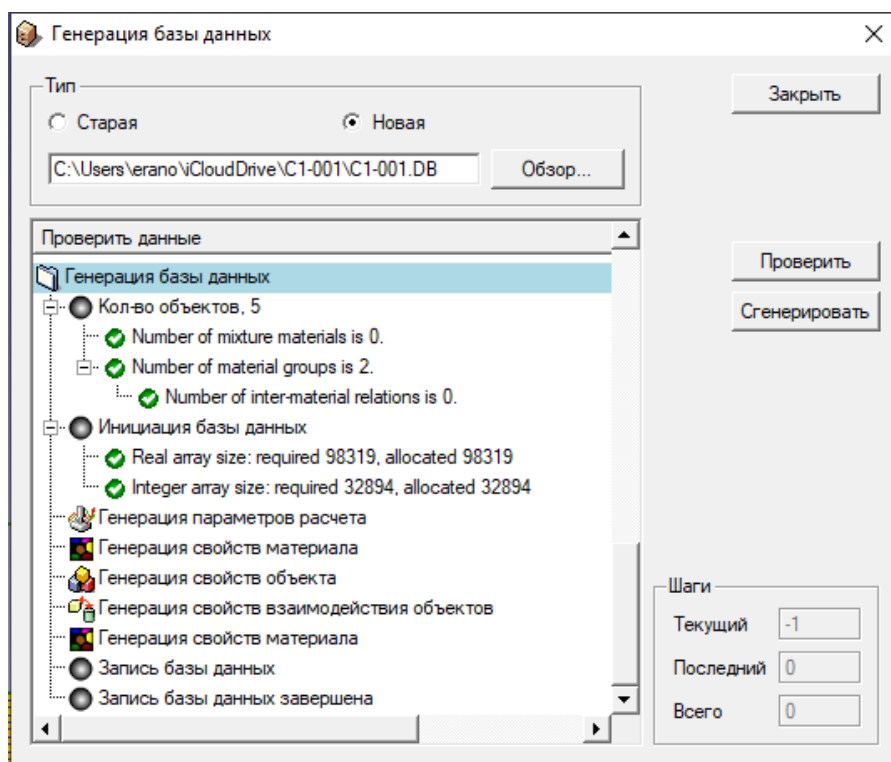 Генерация базы данных
Тип
Закрыть
Старая
Новая
C:\Users\erano\iCloudDrive\C1-001\C1-001.DB
Обзор...
Проверить данные
Генерация базы данных
Проверить
Кол-во объектов, 5
Сгенерировать
Number of mixture materials is 0.
Number of material groups is 2.
Number of inter-material relations is 0.
Инициация базы данных
Real array size: required 98319, allocated 98319
Integer array size: required 32894, allocated 32894
Генерация параметров расчета
Генерация свойств материала
Генерация свойств объекта
Генерация свойств взаимодействия объектов
Генерация свойств материала
Запись базы данных
Запись базы данных завершена
Шаги
Текущий -1
Последний 0
Всего 0